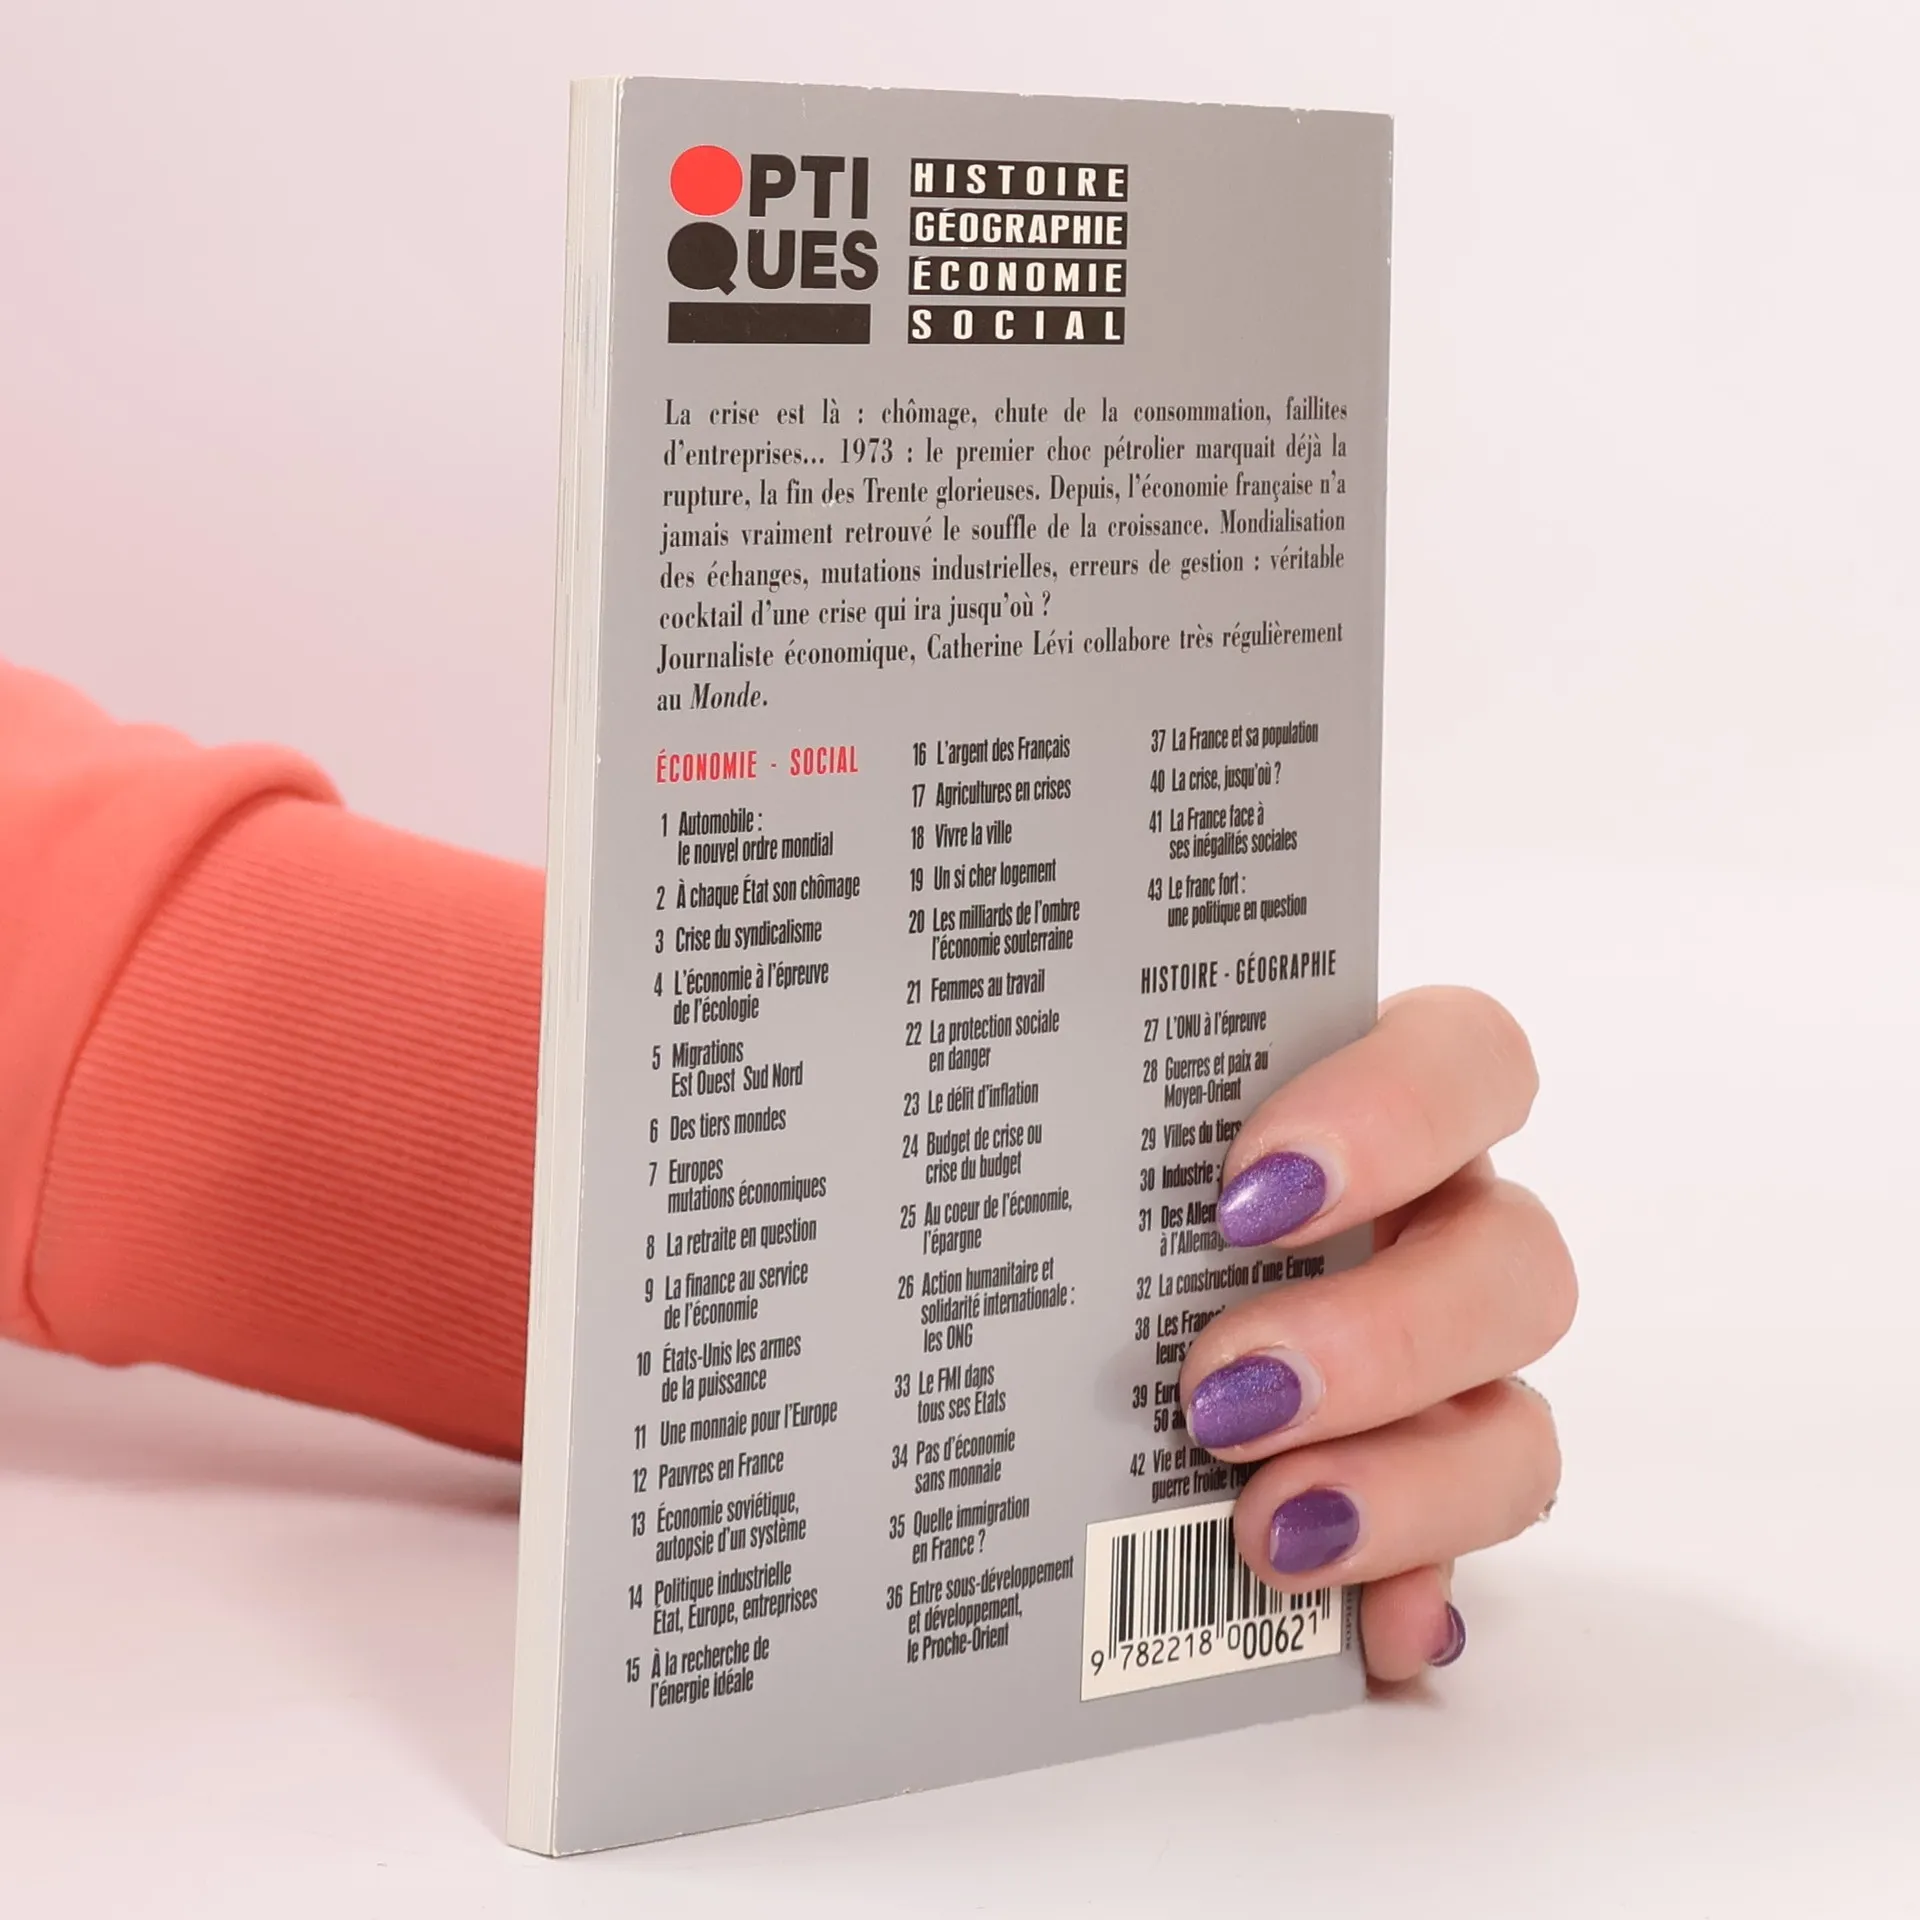 OPTI
QUES
HISTOIRE
GÉOGRAPHIE
ÉCONOMIE
SOCIAL
La crise est là : chômage, chute de la consommation, faillites
d'entreprises... 1973 : le premier choc pétrolier marquait déjà la
rupture, la fin des Trente glorieuses. Depuis, l'économie française n'a
jamais vraiment retrouvé le souffle de la croissance. Mondialisation
des échanges, mutations industrielles, erreurs de gestion : véritable
cocktail d'une crise qui ira jusqu'où ?
Journaliste économique, Catherine Lévi collabore très régulièrement
au Monde.
ÉCONOMIE - SOCIAL
1 Automobile :
le nouvel ordre mondial
2 À chaque État son chômage
3 Crise du syndicalisme
4 L'économie à l'épreuve
de l'écologie
5 Migrations
Est Ouest Sud Nord
6 Des tiers mondes
7 Europes
mutations économiques
8 La retraite en question
9 La finance au service
de l'économie
10 États-Unis les armes
de la puissance
11 Une monnaie pour l'Europe
12 Pauvres en France
13 Économie soviétique,
autopsie d'un système
14 Politique industrielle
État, Europe, entreprises
15 À la recherche de
l'énergie idéale
16 L'argent des Français
17 Agricultures en crises
18 Vivre la ville
19 Un si cher logement
20 Les milliards de l'ombre
l'économie souterraine
21 Femmes au travail
22 La protection sociale
en danger
23 Le délit d'inflation
24 Budget de crise ou
crise du budget
25 Au coeur de l'économie,
l'épargne
26 Action humanitaire et
solidarité internationale :
les ONG
33 Le FMI dans
tous ses États
34 Pas d'économie
sans monnaie
35 Quelle immigration
en France ?
36 Entre sous-développement
et développement,
le Proche-Orient
37 La France et sa population
40 La crise, jusqu'où ?
41 La France face à
ses inégalités sociales
43 Le franc fort :
une politique en question
HISTOIRE - GÉOGRAPHIE
27 L'ONU à l'épreuve
28 Guerres et paix au
Moyen-Orient
29 Villes du tiers
30 Industrie :
31 Des
à
32 La construction d'une Europe
38 Les
leurs
39
50
42 Vie et
guerre froide
9 782218 000621